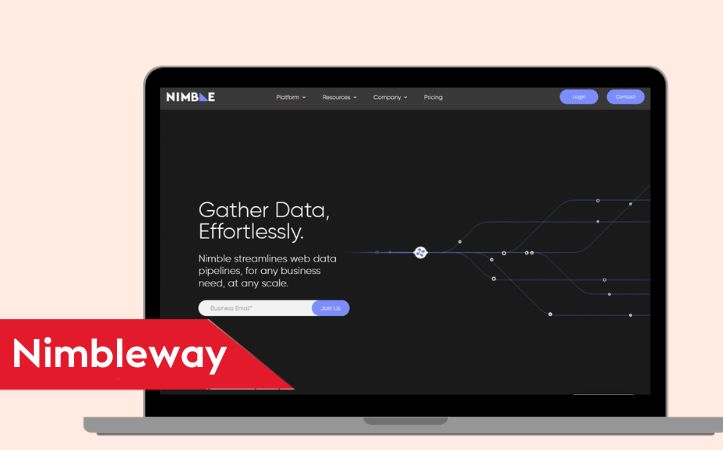 NIMBLE
Platform
Resources
Company
Pricing
Login
Contact
Gather Data,
Effortlessly.
Nimble streamlines web data
pipelines, for any business
need, at any scale.
Business Email*
Join Us
Nimbleway